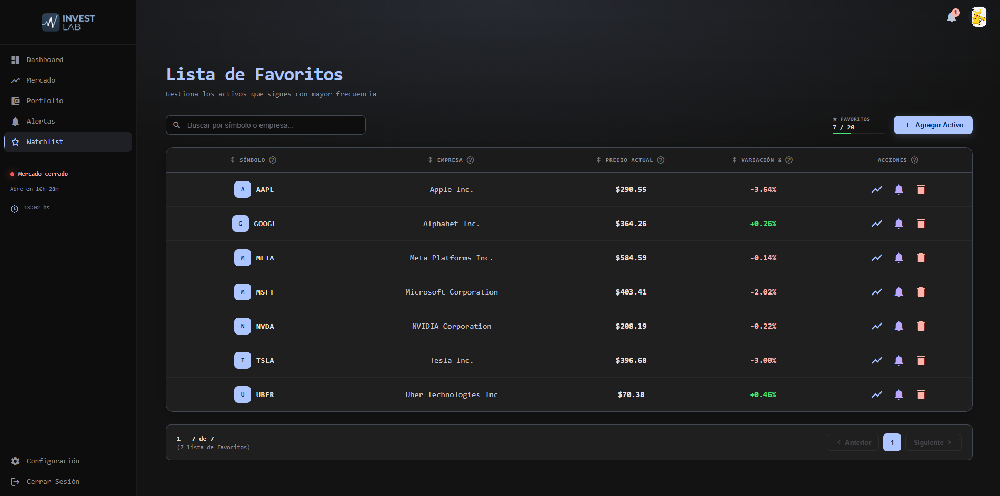 INVEST
LAB
1
Dashboard
Mercado
Portfolio
Alertas
Watchlist
Mercado cerrado
Abre en 16h 28m
18:02 hs
Configuración
Cerrar Sesión
Lista de Favoritos
Gestiona los activos que sigues con mayor frecuencia
Buscar por símbolo o empresa...
★ FAVORITOS
7 / 20
+ Agregar Activo
↕ SÍMBOLO ? ↕ EMPRESA ? ↕ PRECIO ACTUAL ? ↕ VARIACIÓN % ? ACCIONES ?
A AAPL Apple Inc. $290.55 -3.64%
G GOOGL Alphabet Inc. $364.26 +0.26%
M META Meta Platforms Inc. $584.59 -0.14%
M MSFT Microsoft Corporation $403.41 -2.02%
N NVDA NVIDIA Corporation $208.19 -0.22%
T TSLA Tesla Inc. $396.68 -3.00%
U UBER Uber Technologies Inc $70.38 +0.46%
1 – 7 de 7
(7 lista de favoritos)
‹ Anterior 1 Siguiente ›